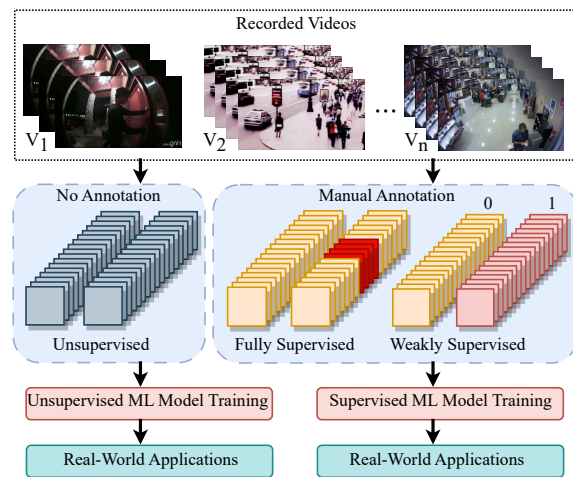 Recorded Videos
V1
V2
...
Vn
No Annotation
Manual Annotation
0
1
Unsupervised
Fully Supervised
Weakly Supervised
Unsupervised ML Model Training
Supervised ML Model Training
Real-World Applications
Real-World Applications